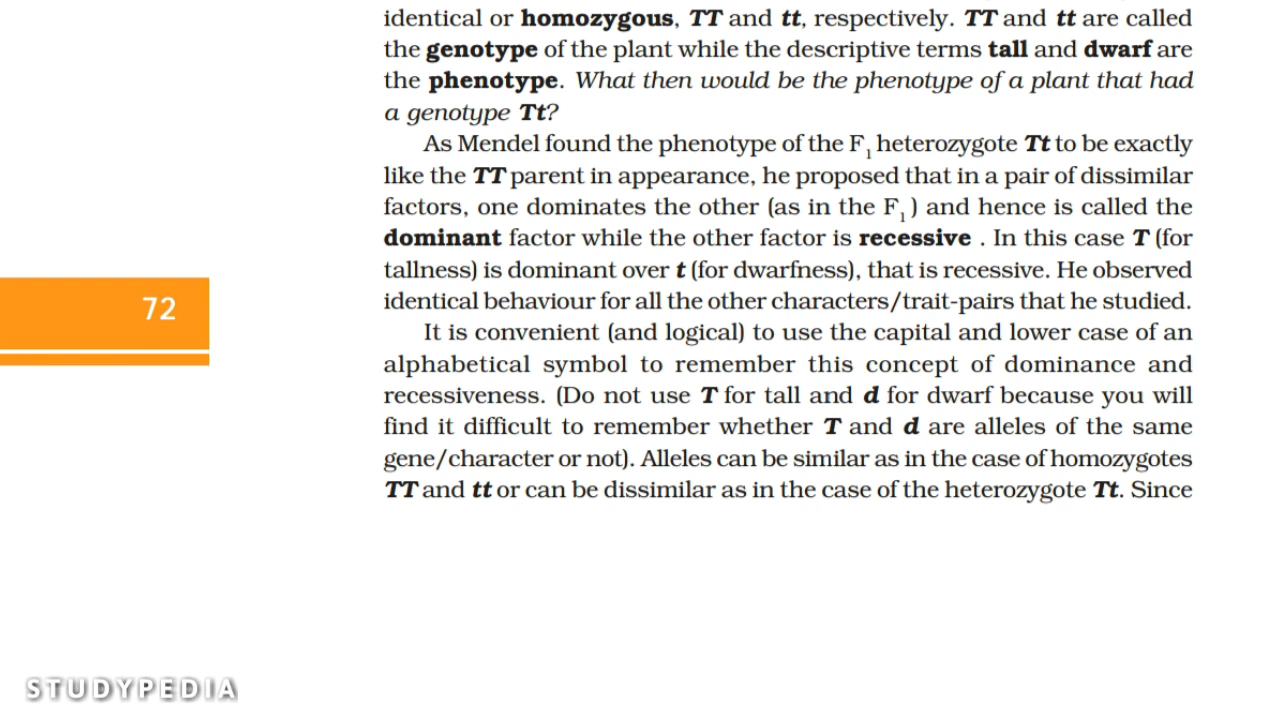 identical or homozygous, TT and tt, respectively. TT and tt are called
the genotype of the plant while the descriptive terms tall and dwarf are
the phenotype. What then would be the phenotype of a plant that had
a genotype Tt?
As Mendel found the phenotype of the F₁ heterozygote Tt to be exactly
like the TT parent in appearance, he proposed that in a pair of dissimilar
factors, one dominates the other (as in the F₁ ) and hence is called the
dominant factor while the other factor is recessive . In this case T (for
tallness) is dominant over t (for dwarfness), that is recessive. He observed
identical behaviour for all the other characters/trait-pairs that he studied.
72
It is convenient (and logical) to use the capital and lower case of an
alphabetical symbol to remember this concept of dominance and
recessiveness. (Do not use T for tall and d for dwarf because you will
find it difficult to remember whether T and d are alleles of the same
gene/character or not). Alleles can be similar as in the case of homozygotes
TT and tt or can be dissimilar as in the case of the heterozygote Tt. Since
STUDYPEDIA